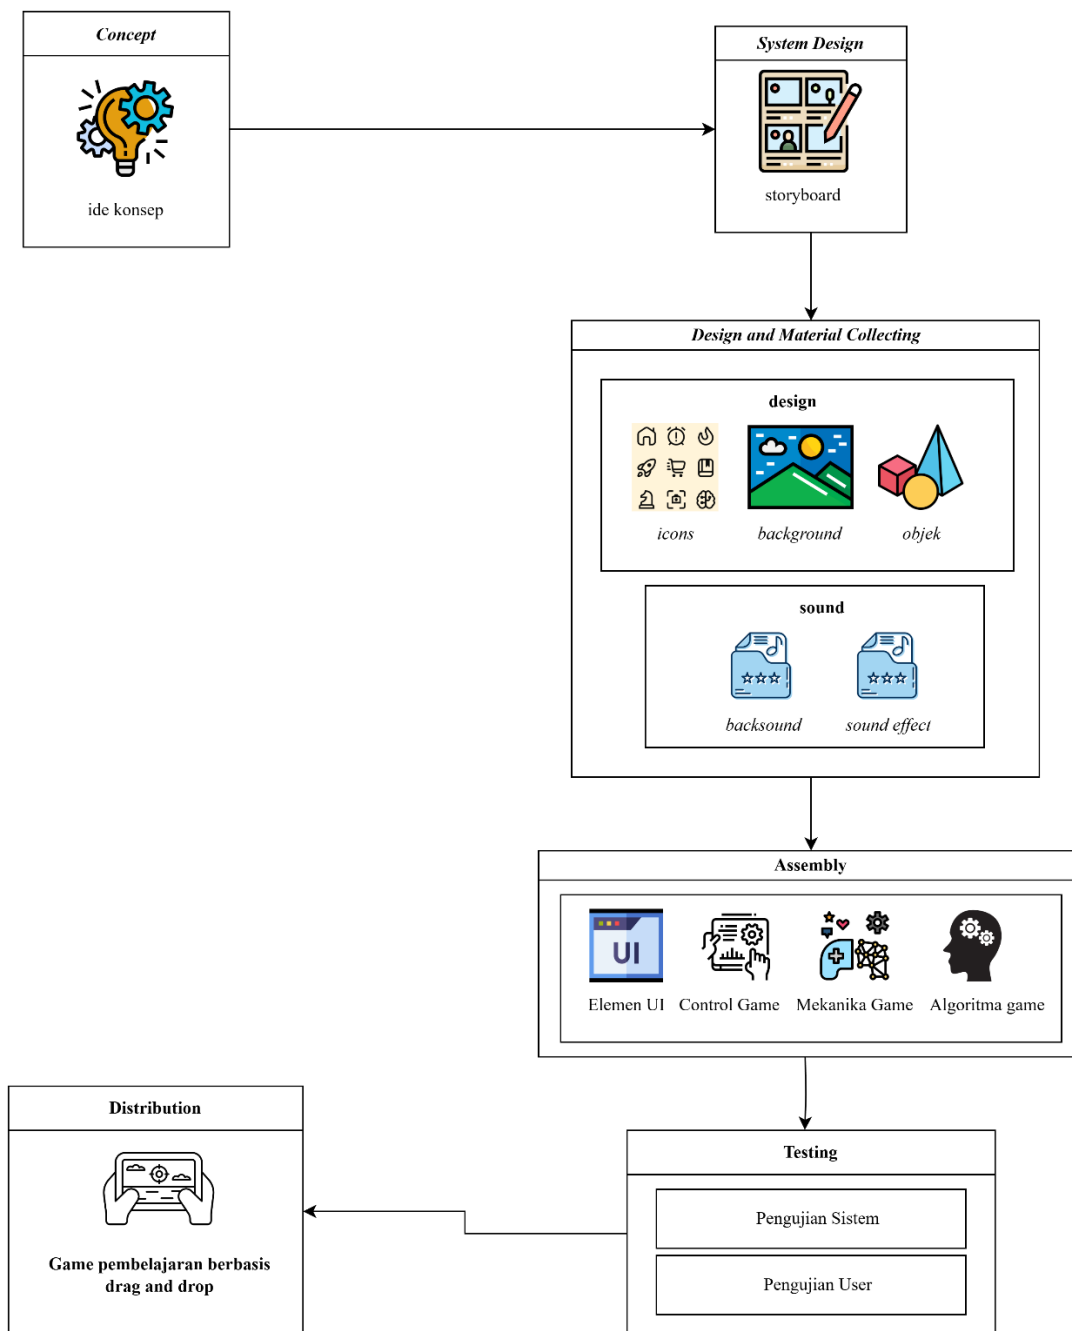 Concept
ide konsep
System Design
storyboard
Design and Material Collecting
design
icons
background
objek
sound
backsound
sound effect
Assembly
UI
Elemen UI
Control Game
Mekanika Game
Algoritma game
Testing
Pengujian Sistem
Pengujian User
Distribution
Game pembelajaran berbasis
drag and drop